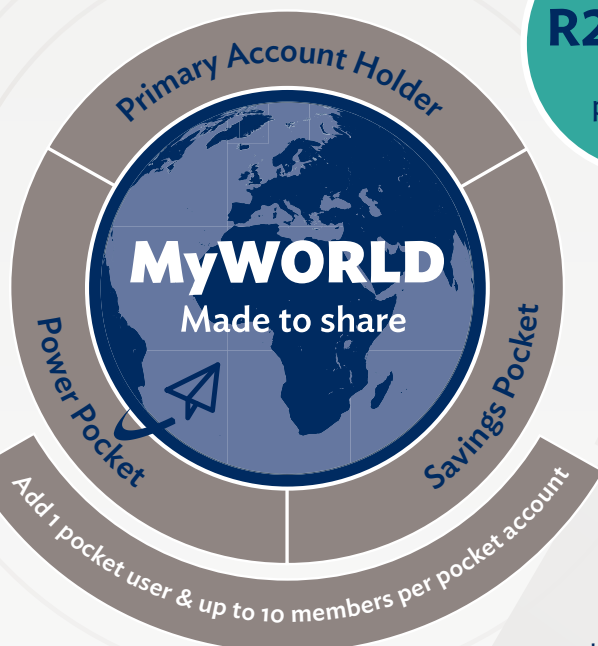 R2
Primary Account Holder
MyWORLD
Made to share
Power Pocket
Savings Pocket
Add 1 pocket user & up to 10 members per pocket account